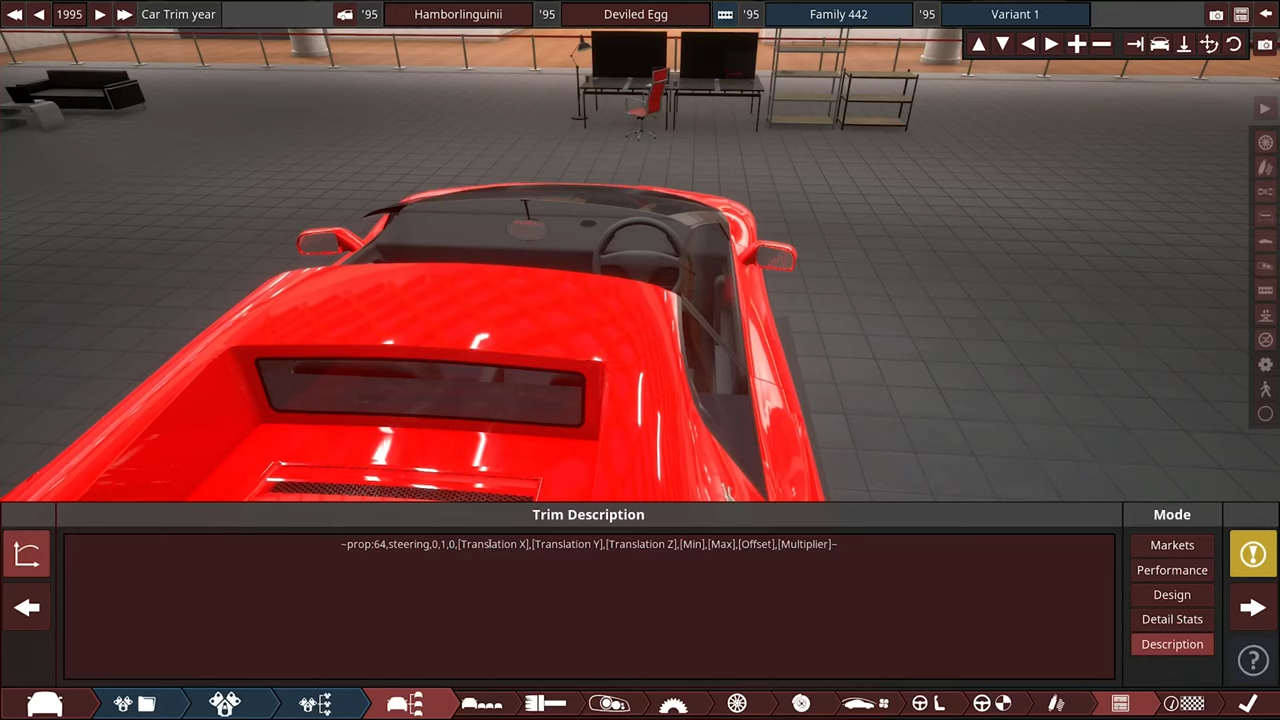 1995 Car Trim year '95 Hamborlinguinii '95 Deviled Egg '95 Family 442 '95 Variant 1
Trim Description
Mode
~prop:64,steering,0,1,0,[Translation X],[Translation Y],[Translation Z],[Min],[Max],[Offset],[Multiplier]~
Markets
Performance
Design
Detail Stats
Description